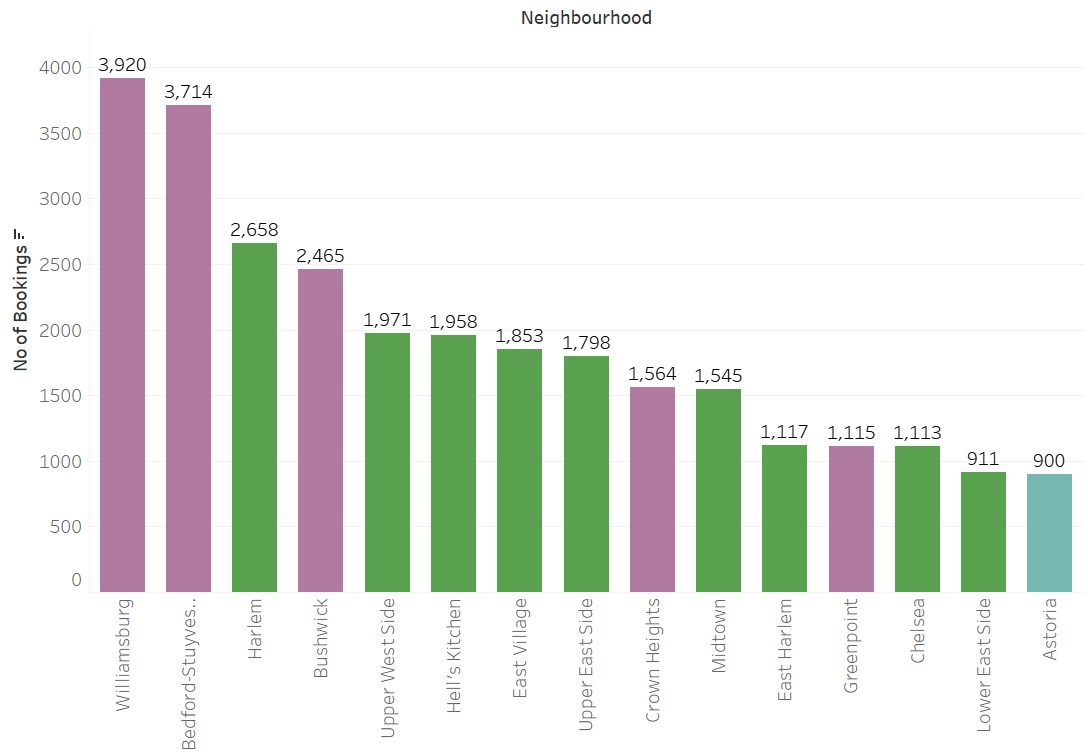 Neighbourhood
No of Bookings
4000
3500
3000
2500
2000
1500
1000
500
0
3,920
3,714
2,658
2,465
1,971
1,958
1,853
1,798
1,564
1,545
1,117
1,115
1,113
911
900
Williamsburg
Bedford-Stuyves..
Harlem
Bushwick
Upper West Side
Hell's Kitchen
East Village
Upper East Side
Crown Heights
Midtown
East Harlem
Greenpoint
Chelsea
Lower East Side
Astoria